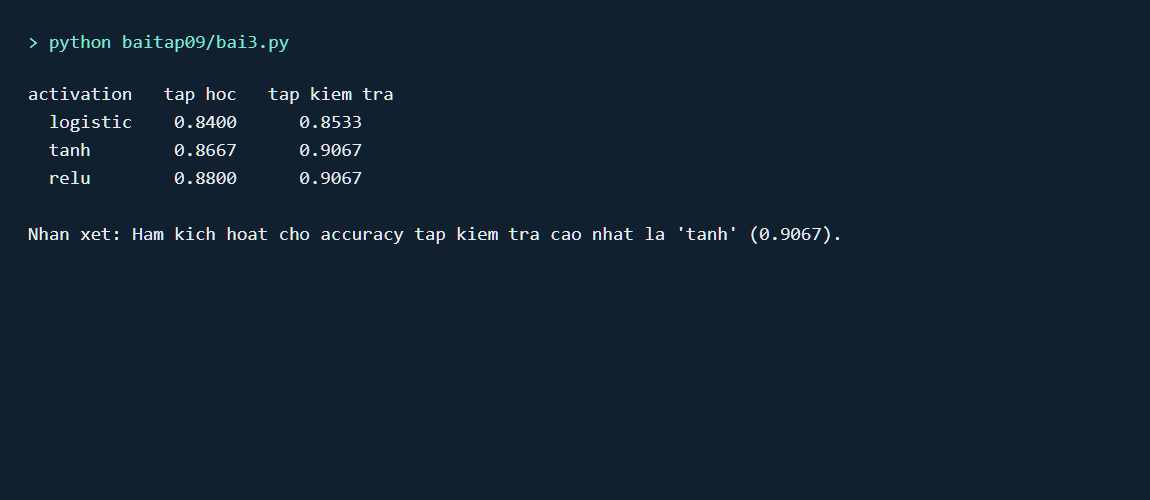 > python baitap09/bai3.py
activation   tap hoc   tap kiem tra
  logistic    0.8400      0.8533
  tanh        0.8667      0.9067
  relu        0.8800      0.9067
Nhan xet: Ham kich hoat cho accuracy tap kiem tra cao nhat la 'tanh' (0.9067).